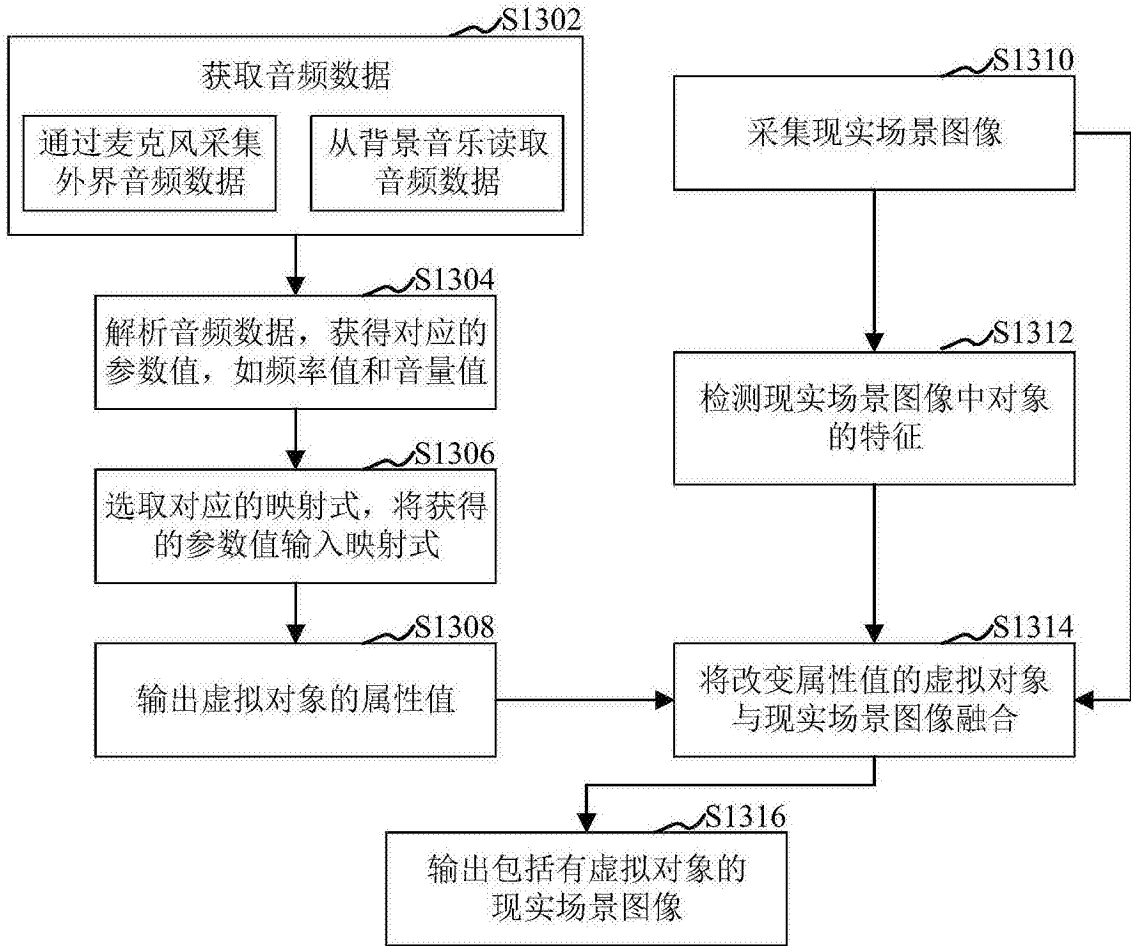 S1302
获取音频数据
通过麦克风采集
外界音频数据
从背景音乐读取
音频数据
S1304
解析音频数据，获得对应的
参数值，如频率值和音量值
S1306
选取对应的映射式，将获得
的参数值输入映射式
S1308
输出虚拟对象的属性值
S1310
采集现实场景图像
S1312
检测现实场景图像中对象
的特征
S1314
将改变属性值的虚拟对象
与现实场景图像融合
S1316
输出包括有虚拟对象的
现实场景图像